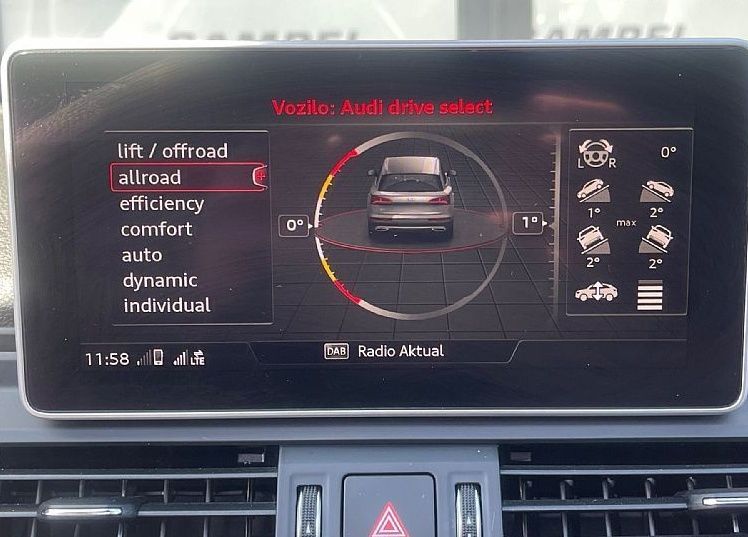 Vozilo: Audi drive select
lift / offroad
allroad
efficiency
comfort
auto
dynamic
individual
0°
1°
L R 0°
1° max 2°
2° 2°
11:58 LTE
DAB Radio Aktual